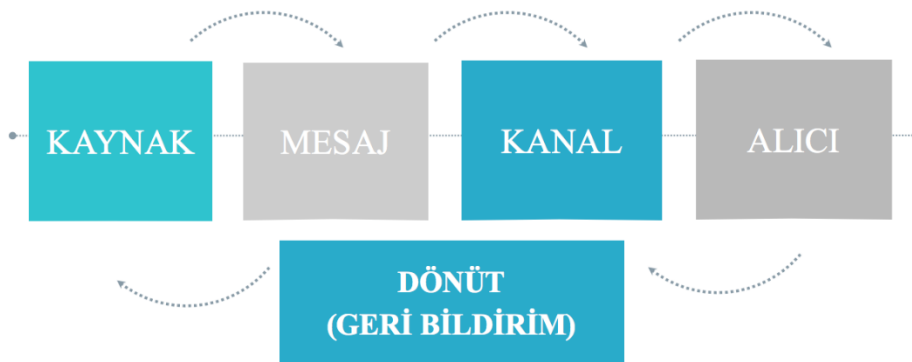 KAYNAK
MESAJ
KANAL
ALICI
DÖNÜT
(GERİ BİLDİRİM)